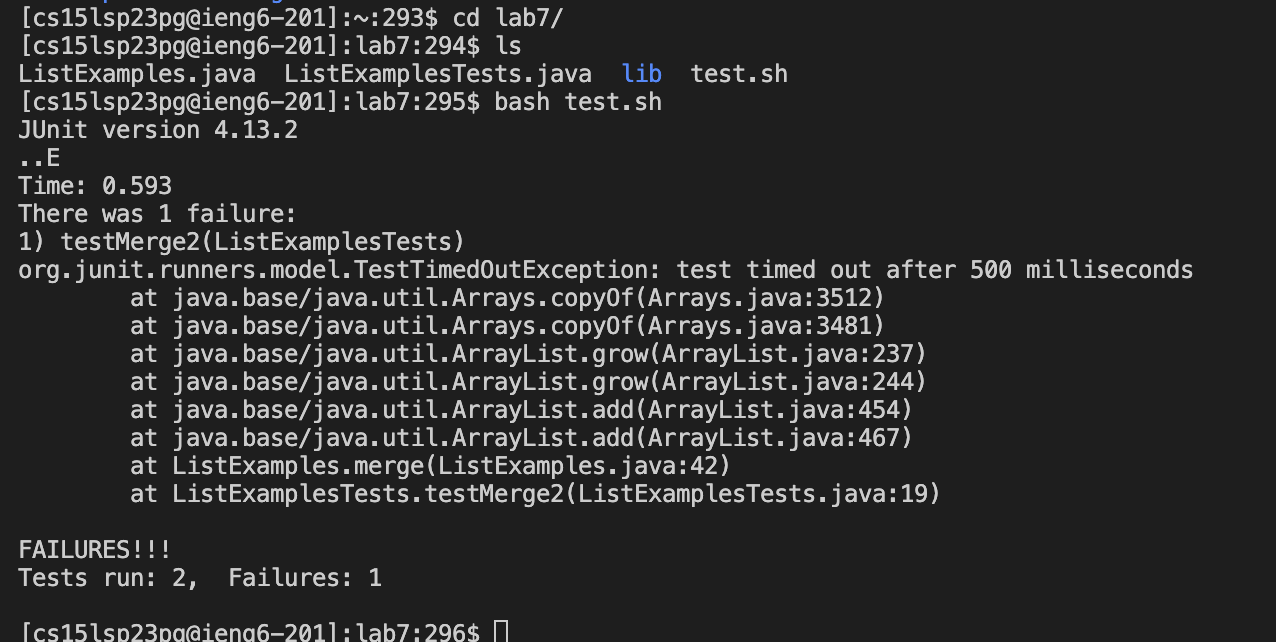 [cs15lsp23pg@ieng6-201]:~:293$ cd lab7/
[cs15lsp23pg@ieng6-201]:lab7:294$ ls
ListExamples.java  ListExamplesTests.java  lib  test.sh
[cs15lsp23pg@ieng6-201]:lab7:295$ bash test.sh
JUnit version 4.13.2
..E
Time: 0.593
There was 1 failure:
1) testMerge2(ListExamplesTests)
org.junit.runners.model.TestTimedOutException: test timed out after 500 milliseconds
        at java.base/java.util.Arrays.copyOf(Arrays.java:3512)
        at java.base/java.util.Arrays.copyOf(Arrays.java:3481)
        at java.base/java.util.ArrayList.grow(ArrayList.java:237)
        at java.base/java.util.ArrayList.grow(ArrayList.java:244)
        at java.base/java.util.ArrayList.add(ArrayList.java:454)
        at java.base/java.util.ArrayList.add(ArrayList.java:467)
        at ListExamples.merge(ListExamples.java:42)
        at ListExamplesTests.testMerge2(ListExamplesTests.java:19)
FAILURES!!!
Tests run: 2,  Failures: 1
[cs15lsp23pg@ieng6-201]:lab7:296$